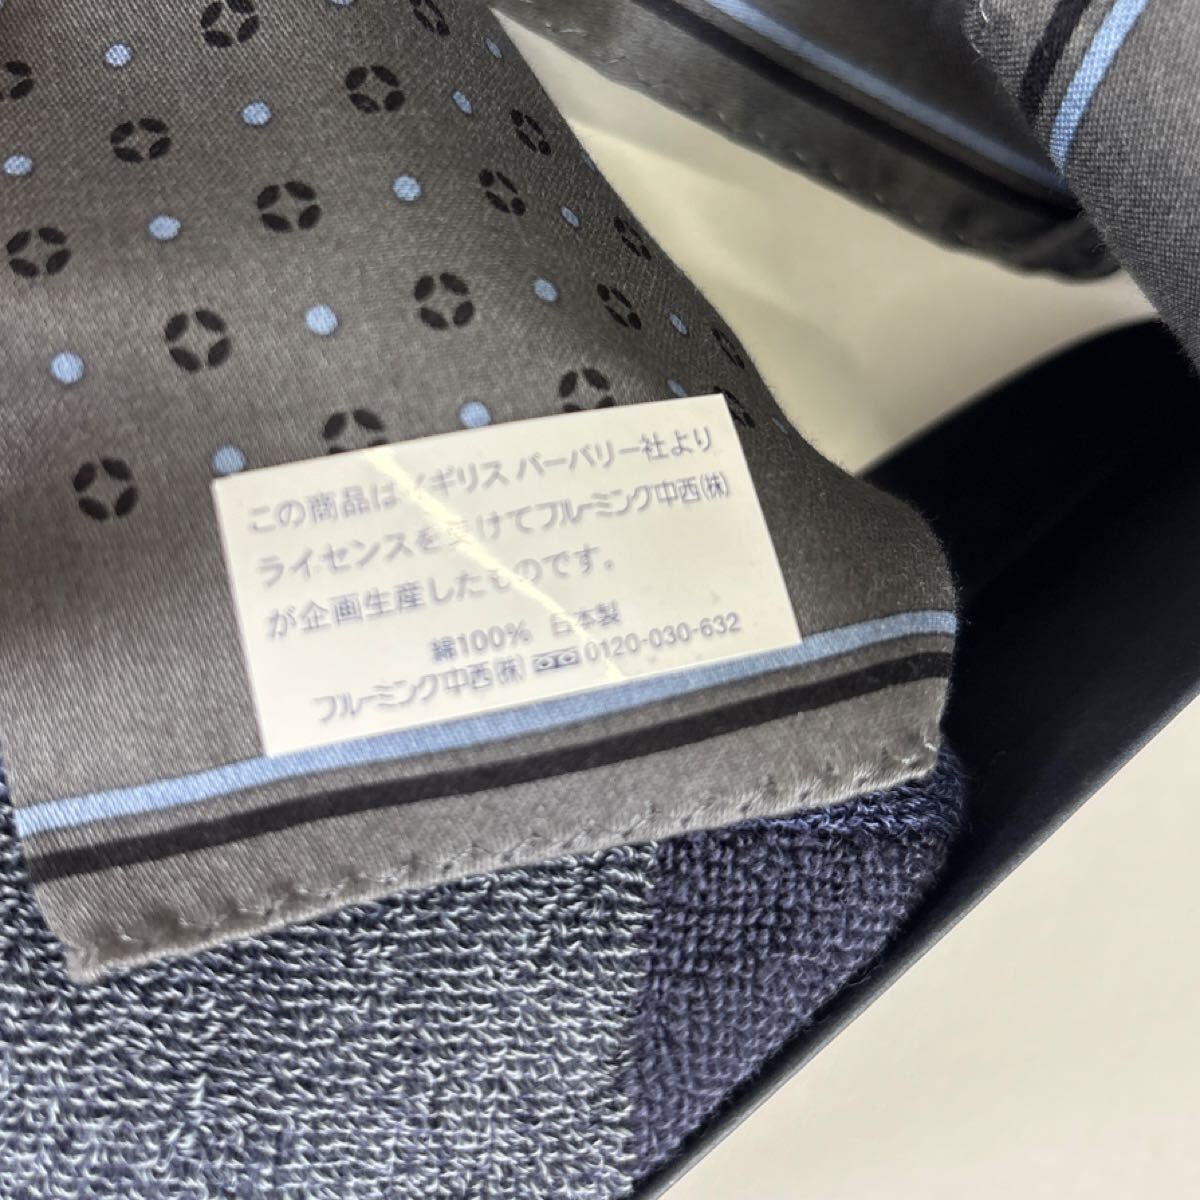 この商品はイギリス バーバリー社より
ライセンスを受けてブルーミング中西㈱
が企画生産したものです。
綿100% 日本製
ブルーミング中西㈱ 0120-030-632